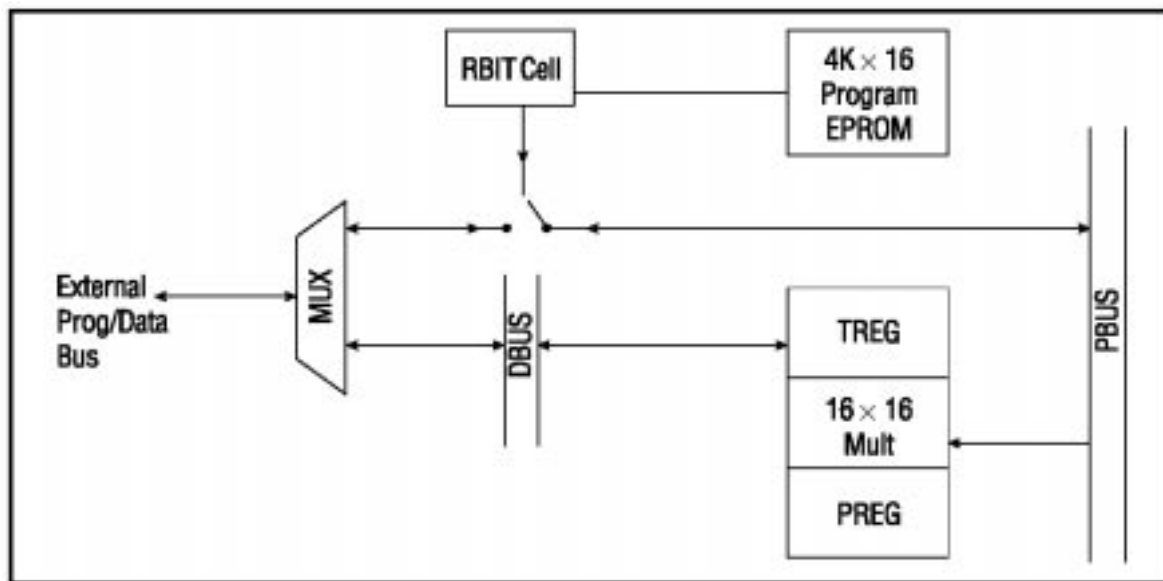 RBIT Cell
4K × 16
Program
EPROM
External
Prog/Data
Bus
MUX
DBUS
TREG
16 × 16
Mult
PREG
PBUS